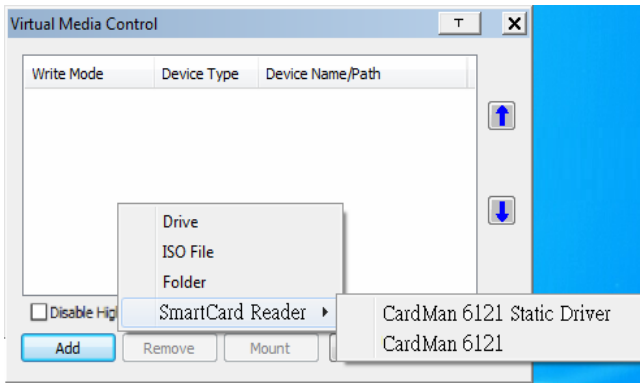 Virtual Media Control
T X
Write Mode Device Type Device Name/Path
Drive
ISO File
Folder
SmartCard Reader
CardMan 6121 Static Driver
CardMan 6121
Disable
Add Remove Mount